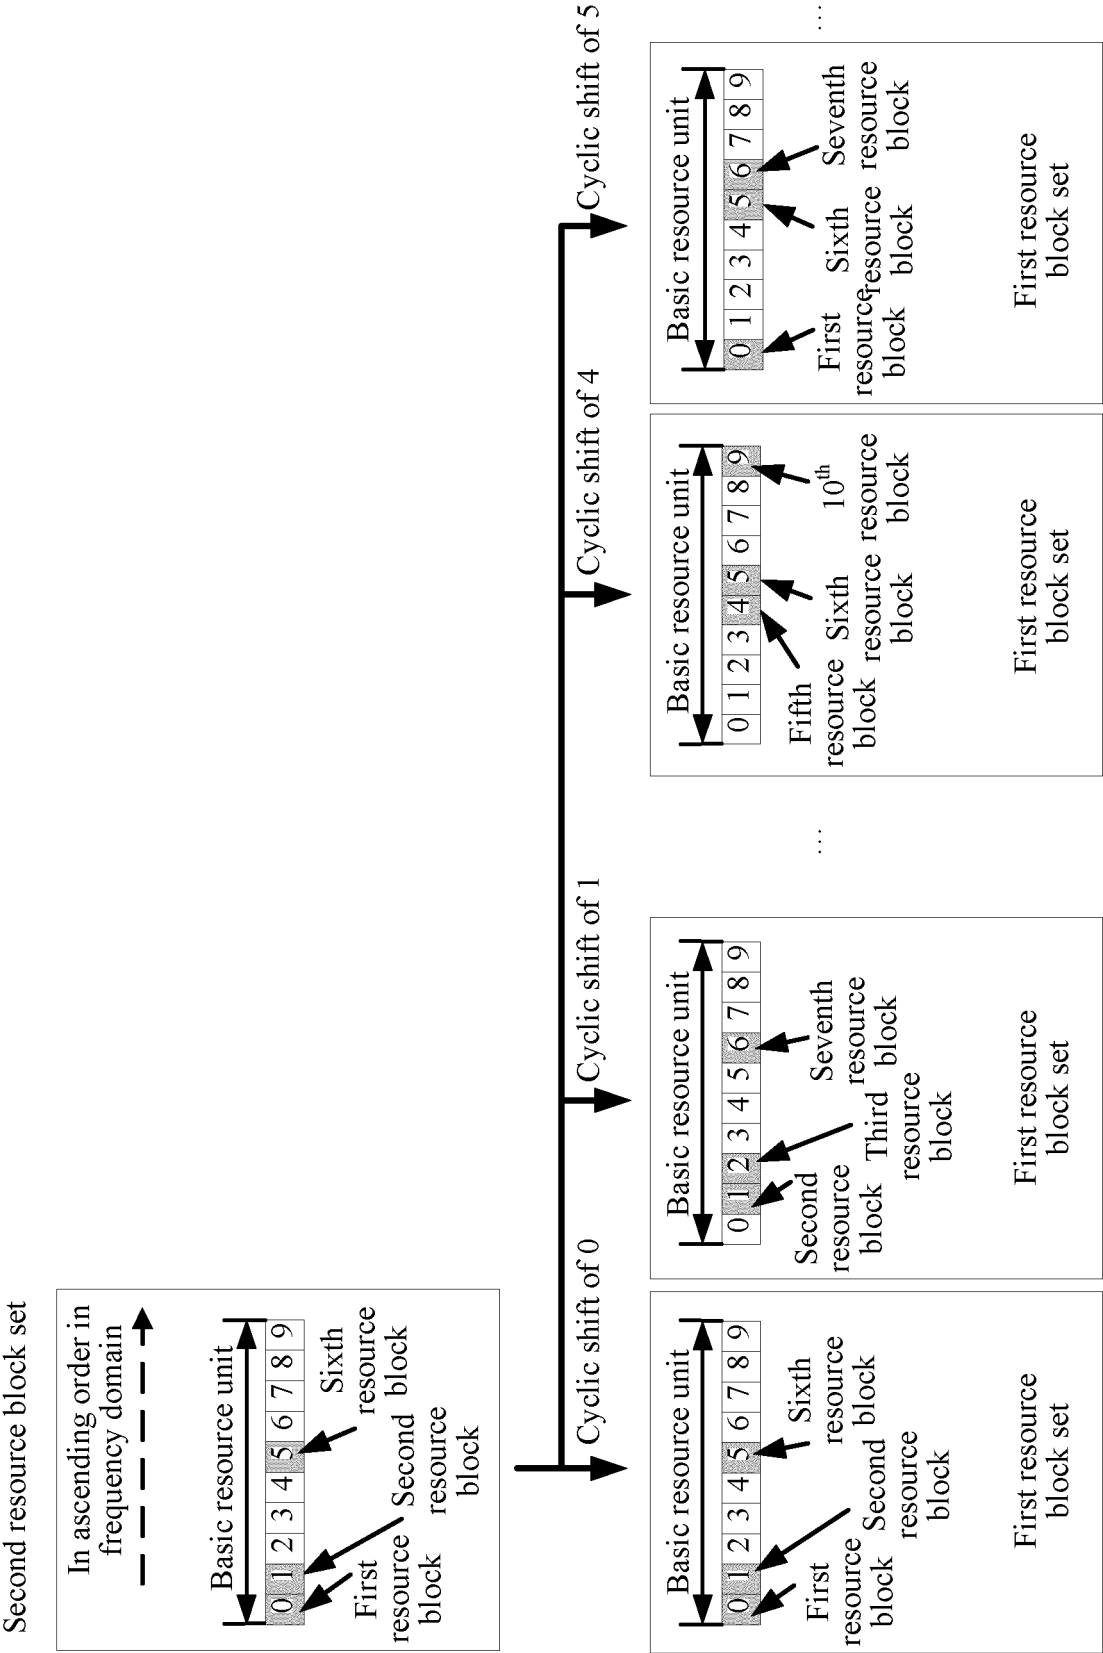 Second resource block set
In ascending order in
frequency domain
Basic resource unit
0 1 2 3 4 5 6 7 8 9
First
resource
block
Second
resource
block
Sixth
resource
block
Cyclic shift of 0
Basic resource unit
0 1 2 3 4 5 6 7 8 9
First
resource
block
Second
resource
block
Sixth
resource
block
First resource
block set
Cyclic shift of 1
Basic resource unit
0 1 2 3 4 5 6 7 8 9
Second
resource
block
Third
resource
block
Seventh
resource
block
First resource
block set
...
Cyclic shift of 4
Basic resource unit
0 1 2 3 4 5 6 7 8 9
Fifth
resource
block
Sixth
resource
block
10th
resource
block
First resource
block set
Cyclic shift of 5
Basic resource unit
0 1 2 3 4 5 6 7 8 9
First
resource
block
Sixth
resource
block
Seventh
resource
block
First resource
block set
...